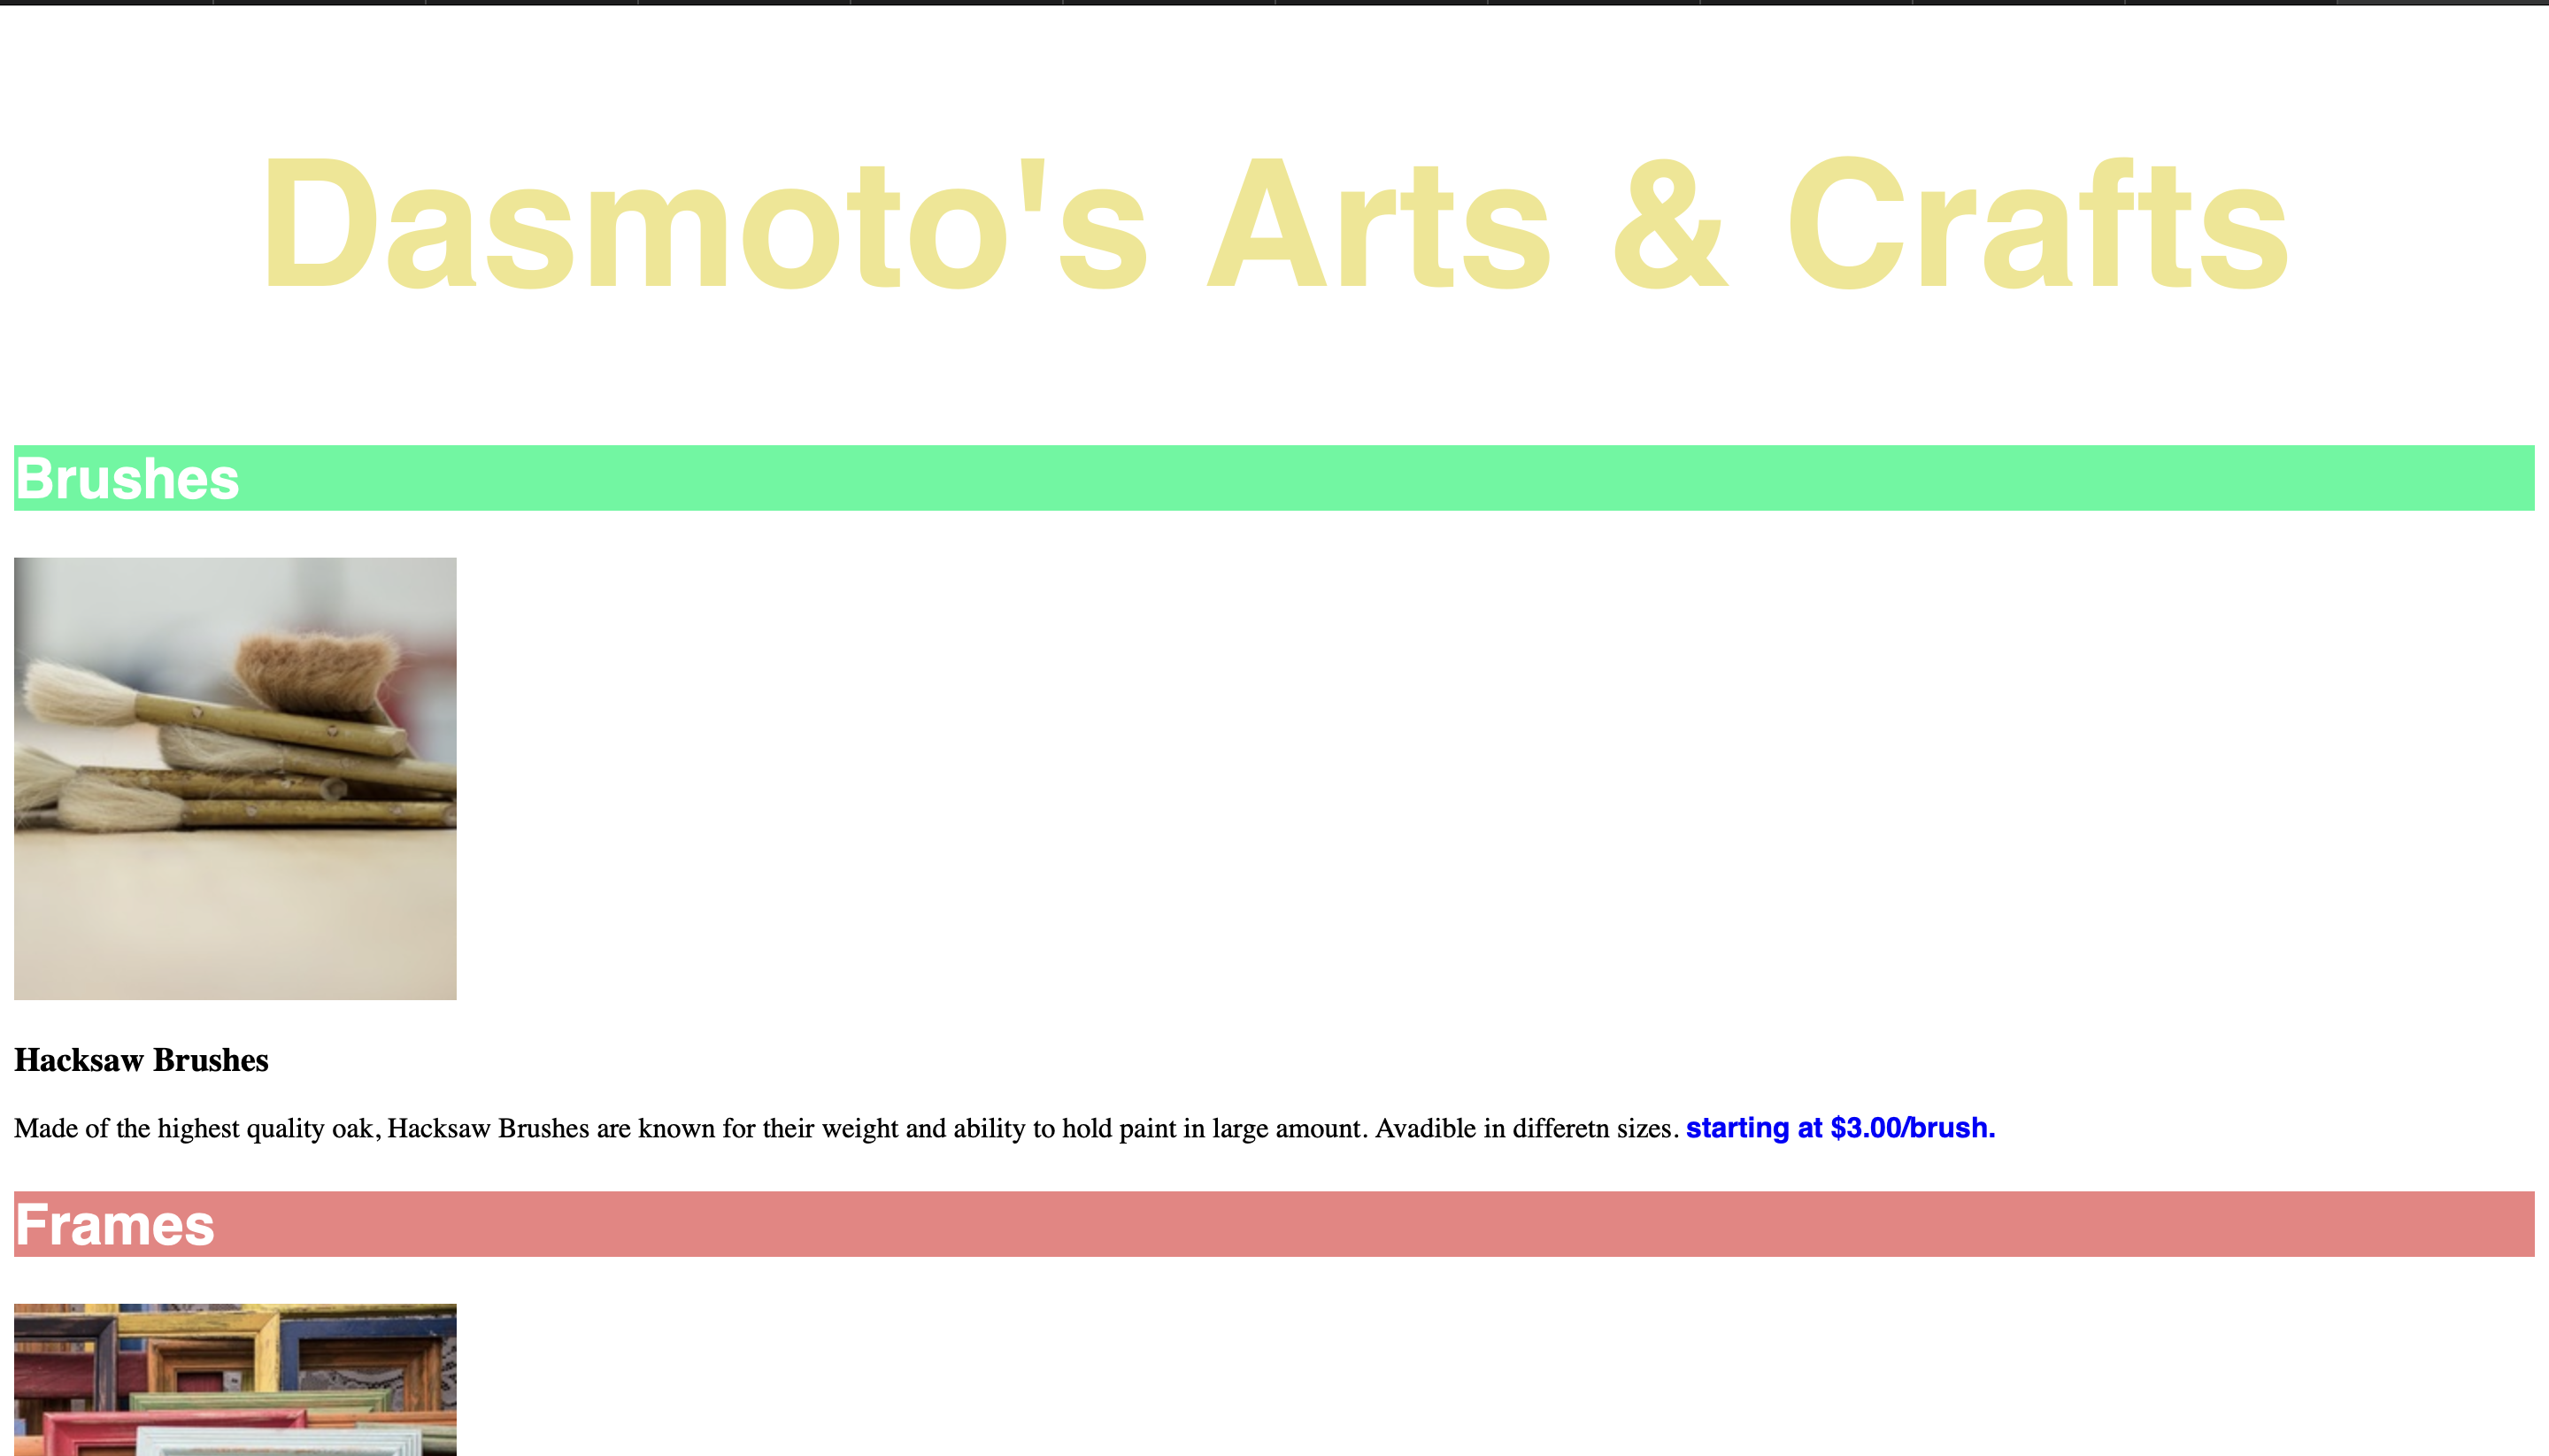 Dasmoto's Arts & Crafts
Brushes
Hacksaw Brushes
Made of the highest quality oak, Hacksaw Brushes are known for their weight and ability to hold paint in large amount. Avadible in differetn sizes. starting at $3.00/brush.
Frames